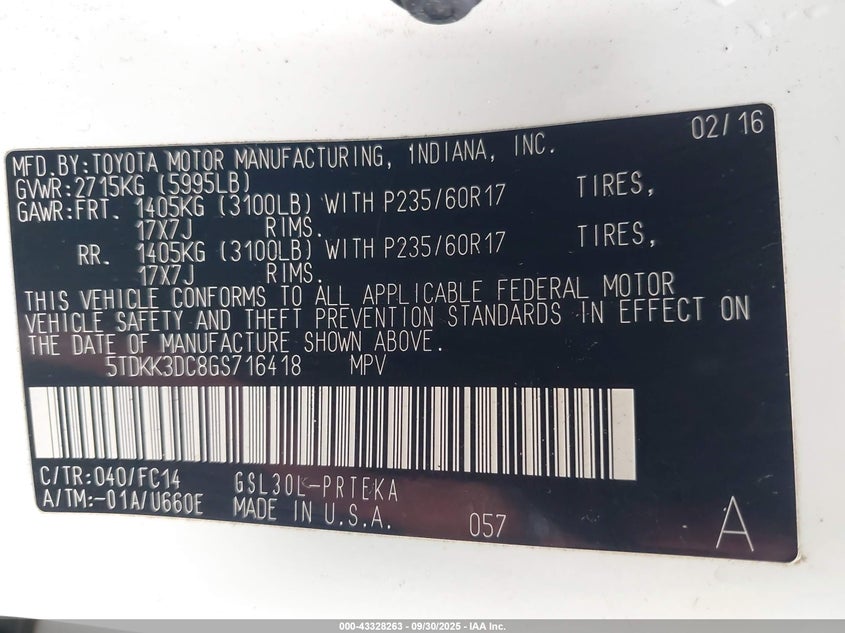 02/16
MFD.BY:TOYOTA MOTOR MANUFACTURING, INDIANA, INC.
GVWR:2715KG (5995LB)
GAWR:FRT. 1405KG (3100LB) WITH P235/60R17 TIRES,
17X7J RIMS.
RR. 1405KG (3100LB) WITH P235/60R17 TIRES,
17X7J RIMS.
THIS VEHICLE CONFORMS TO ALL APPLICABLE FEDERAL MOTOR
VEHICLE SAFETY AND THEFT PREVENTION STANDARDS IN EFFECT ON
THE DATE OF MANUFACTURE SHOWN ABOVE.
5TDKK3DC8GS716418 MPV
C/TR:040/FC14 GSL30L-PRTEKA
A/TM:-01A/U660E MADE IN U.S.A. 057 A
000-43328263 - 09/30/2025 - IAA Inc.